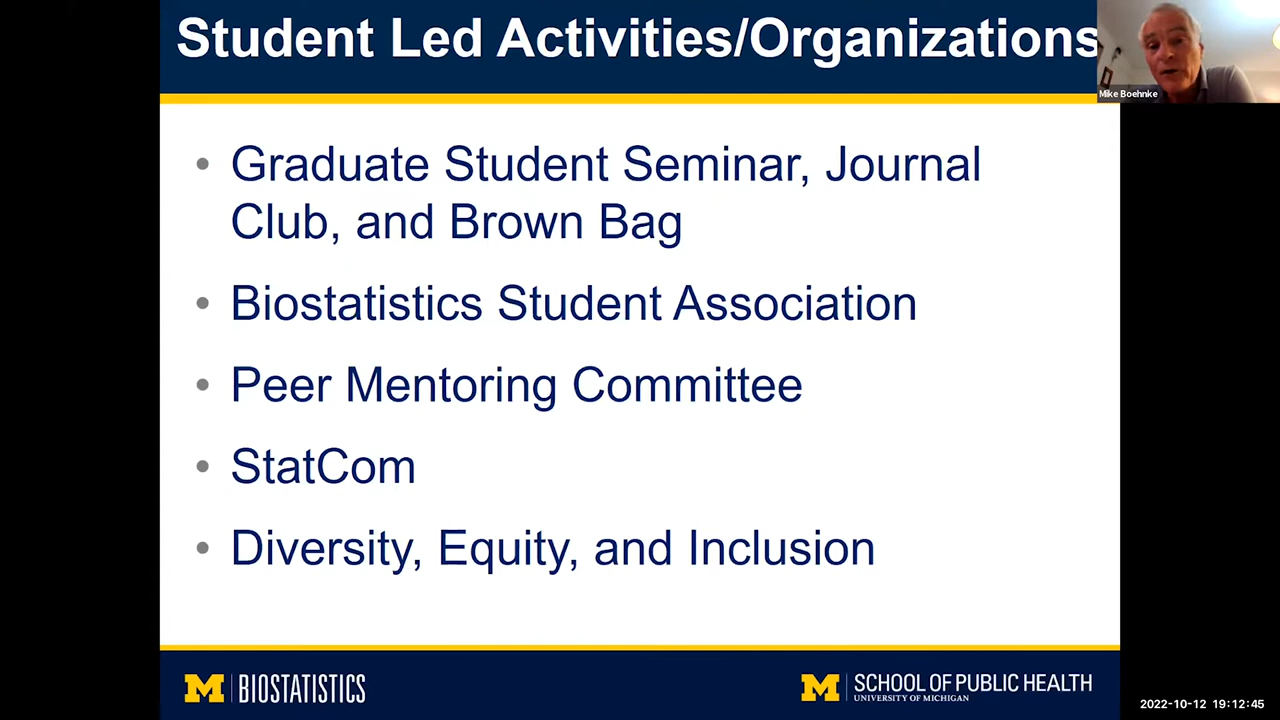 Student Led Activities/Organizations
Mike Boehnke
• Graduate Student Seminar, Journal
Club, and Brown Bag
• Biostatistics Student Association
• Peer Mentoring Committee
• StatCom
• Diversity, Equity, and Inclusion
M | BIOSTATISTICS
M | SCHOOL OF PUBLIC HEALTH
UNIVERSITY OF MICHIGAN
2022-10-12 19:12:45